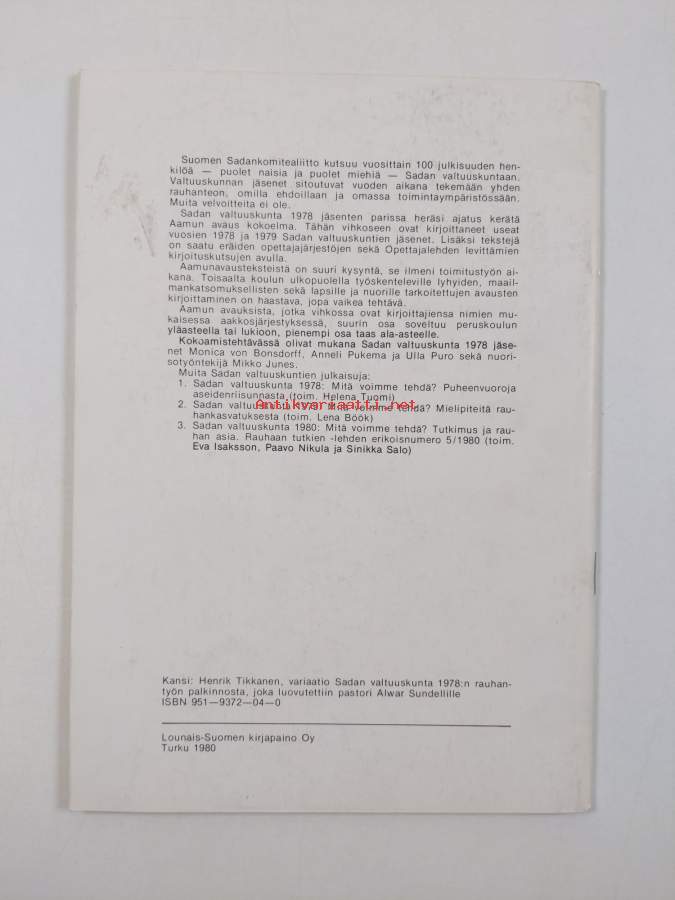 Suomen Sadankomitealiitto kutsuu vuosittain 100 julkisuuden hen-
kilöä — puolet naisia ja puolet miehiä — Sadan valtuuskuntaan.
Valtuuskunnan jäsenet sitoutuvat vuoden aikana tekemään yhden
rauhanteon, omilla ehdoillaan ja omassa toimintaympäristössään.
Muita velvoitteita ei ole.
Sadan valtuuskunta 1978 jäsenten parissa heräsi ajatus kerätä
Aamun avaus kokoelma. Tähän vihkoseen ovat kirjoittaneet useat
vuosien 1978 ja 1979 Sadan valtuuskuntien jäsenet. Lisäksi tekstejä
on saatu eräiden opettajajärjestöjen sekä Opettajalehden levittämien
kirjoituskutsujen avulla.
Aamunavausteksteistä on suuri kysyntä, se ilmeni toimitustyön ai-
kana. Toisaalta koulun ulkopuolella työskenteleville lyhyiden, maail-
mankatsomuksellisten sekä lapsille ja nuorille tarkoitettujen avausten
kirjoittaminen on haastava, jopa vaikea tehtävä.
Aamun avauksista, jotka vihkossa ovat kirjoittajiensa nimien mu-
kaisessa aakkosjärjestyksessä, suurin osa soveltuu peruskoulun
yläasteella tai lukioon, pienempi osa taas ala-asteelle.
Kokoamistehtävässä olivat mukana Sadan valtuuskunta 1978 jäse-
net Monica von Bonsdorff, Anneli Pukema ja Ulla Puro sekä nuori-
sotyöntekijä Mikko Junes.
Muita Sadan valtuuskuntien julkaisuja:
1. Sadan valtuuskunta 1978: Mitä voimme tehdä? Puheenvuoroja
aseidenriisunnasta (toim. Helena Tuomi)
Antikvariaatti.net
2. Sadan valtuuskunta Mitä voimme tehdä? Mielipiteitä rau-
hankasvatuksesta (toim. Lena Böök)
3. Sadan valtuuskunta 1980: Mitä voimme tehdä? Tutkimus ja rau-
han asia. Rauhaan tutkien -lehden erikoisnumero 5/1980 (toim.
Eva Isaksson, Paavo Nikula ja Sinikka Salo)
Kansi: Henrik Tikkanen, variaatio Sadan valtuuskunta 1978:n rauhan-
työn palkinnosta, joka luovutettiin pastori Alwar Sundellille
ISBN 951—9372—04—0
Lounais-Suomen kirjapaino Oy
Turku 1980